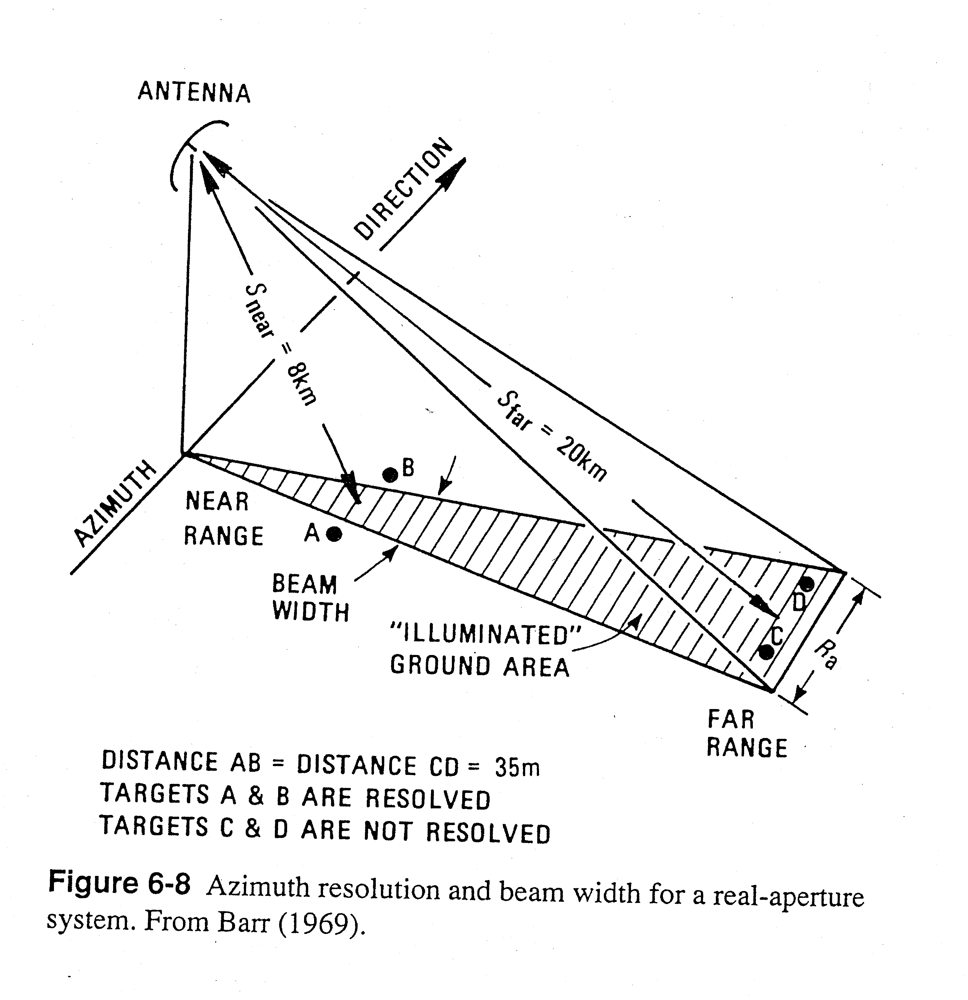 ANTENNA
DIRECTION
Snear = 8km
Sfar = 20km
B
AZIMUTH
NEAR
RANGE
A
BEAM
WIDTH
D
C
Ra
"ILLUMINATED"
GROUND AREA
FAR
RANGE
DISTANCE AB = DISTANCE CD = 35m
TARGETS A & B ARE RESOLVED
TARGETS C & D ARE NOT RESOLVED
Figure 6-8 Azimuth resolution and beam width for a real-aperture
system. From Barr (1969).